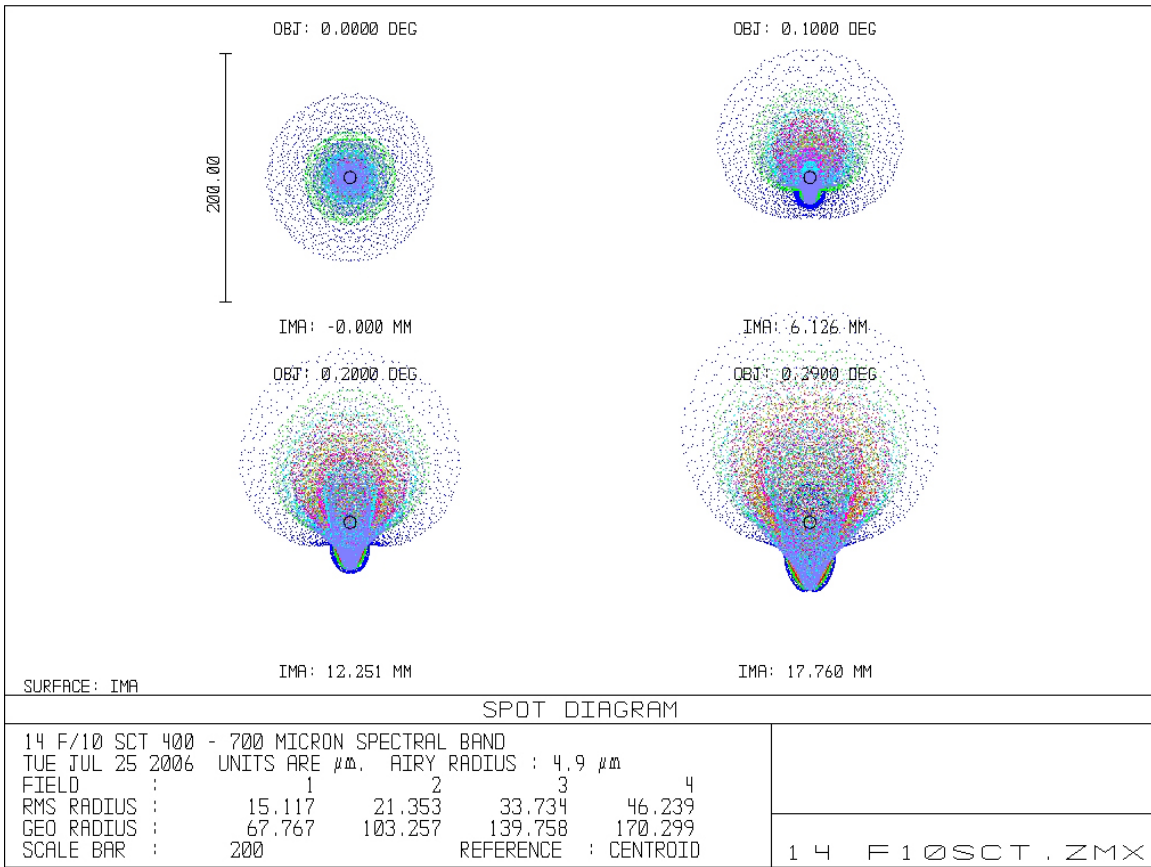 OBJ: 0.0000 DEG
OBJ: 0.1000 DEG
200.00
IMA: -0.000 MM
IMA: 6.126 MM
OBJ: 0.2000 DEG
OBJ: 0.2900 DEG
IMA: 12.251 MM
IMA: 17.760 MM
SURFACE: IMA
SPOT DIAGRAM
14 F/10 SCT 400 - 700 MICRON SPECTRAL BAND
TUE JUL 25 2006 UNITS ARE µm. AIRY RADIUS : 4.9 µm
FIELD : 1 2 3 4
RMS RADIUS : 15.117 21.353 33.734 46.239
GEO RADIUS : 67.767 103.257 139.758 170.299
SCALE BAR : 200 REFERENCE : CENTROID
14 F10SCT.ZMX